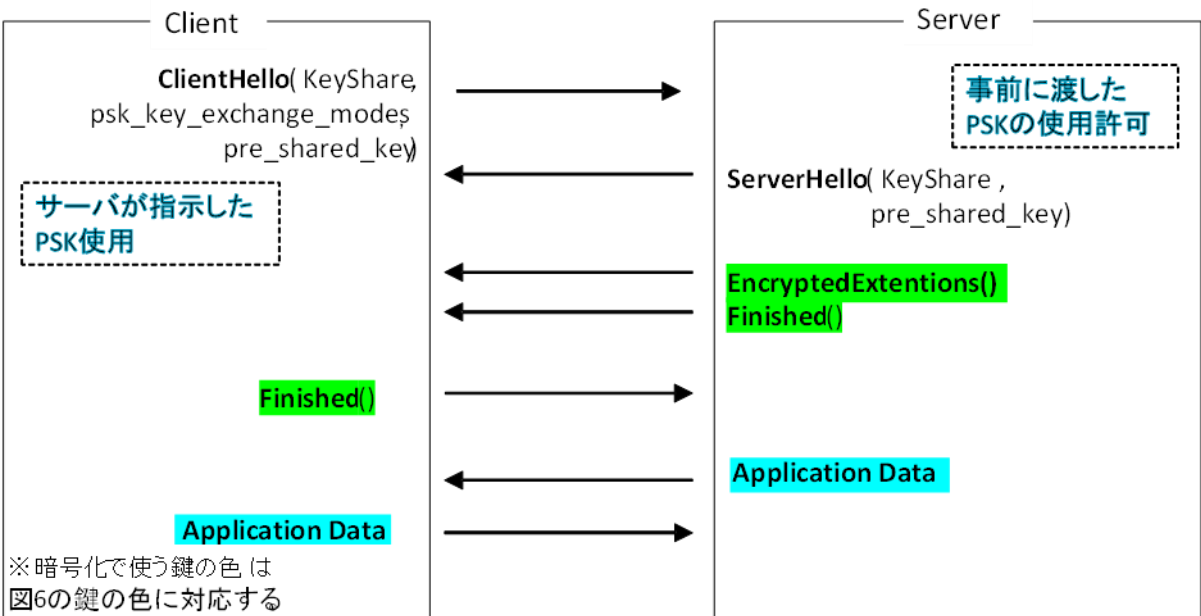 Client
Server
ClientHello( KeyShare,
psk_key_exchange_modes,
pre_shared_key)
事前に渡した
PSKの使用許可
ServerHello( KeyShare ,
pre_shared_key)
サーバが指示した
PSK使用
EncryptedExtentions()
Finished()
Finished()
Application Data
Application Data
※暗号化で使う鍵の色 は
図6の鍵の色に対応する